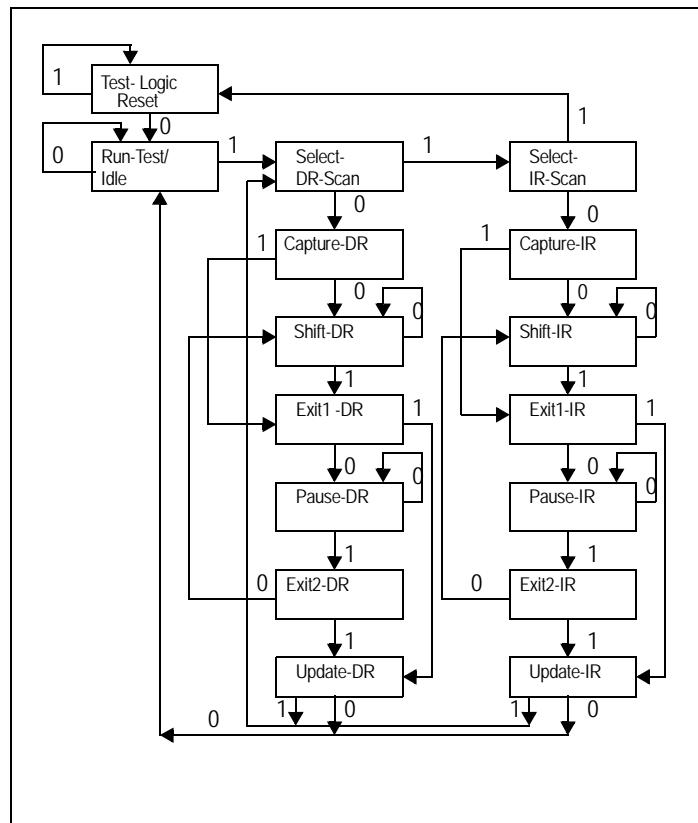 1
Test- Logic
Reset
0
1
0
Run-Test/
Idle
1
Select-
DR-Scan
1
Select-
IR-Scan
0
0
1
Capture-DR
1
Capture-IR
0
0
Shift-DR
0
Shift-IR
0
1
1
Exit1 -DR
1
Exit1-IR
1
0
0
Pause-DR
0
Pause-IR
0
1
1
0
Exit2-DR
0
Exit2-IR
1
1
Update-DR
Update-IR
1
0
1
0
0